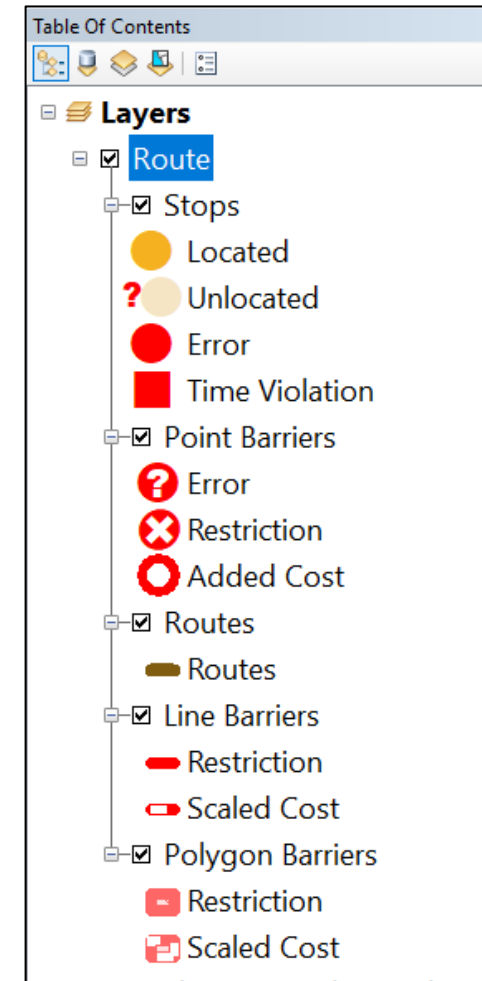 Table Of Contents
Layers
Route
Stops
Located
? Unlocated
Error
Time Violation
Point Barriers
? Error
Restriction
Added Cost
Routes
Routes
Line Barriers
Restriction
Scaled Cost
Polygon Barriers
Restriction
Scaled Cost